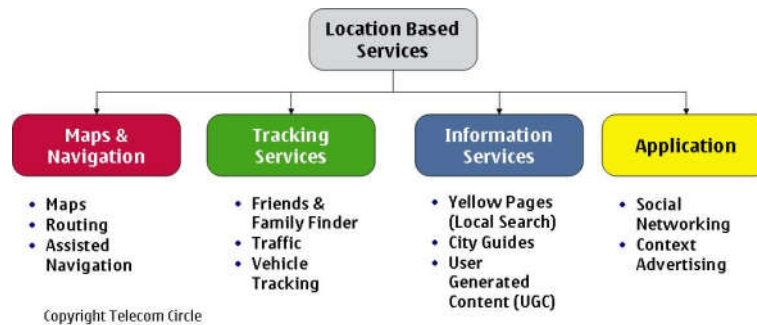 Location Based
Services
Maps &
Navigation
Tracking
Services
Information
Services
Application
Maps
Routing
Assisted
Navigation
Friends &
Family Finder
Traffic
Vehicle
Tracking
Yellow Pages
(Local Search)
City Guides
User
Generated
Content (UGC)
Social
Networking
Context
Advertising
Copyright Telecom Circle